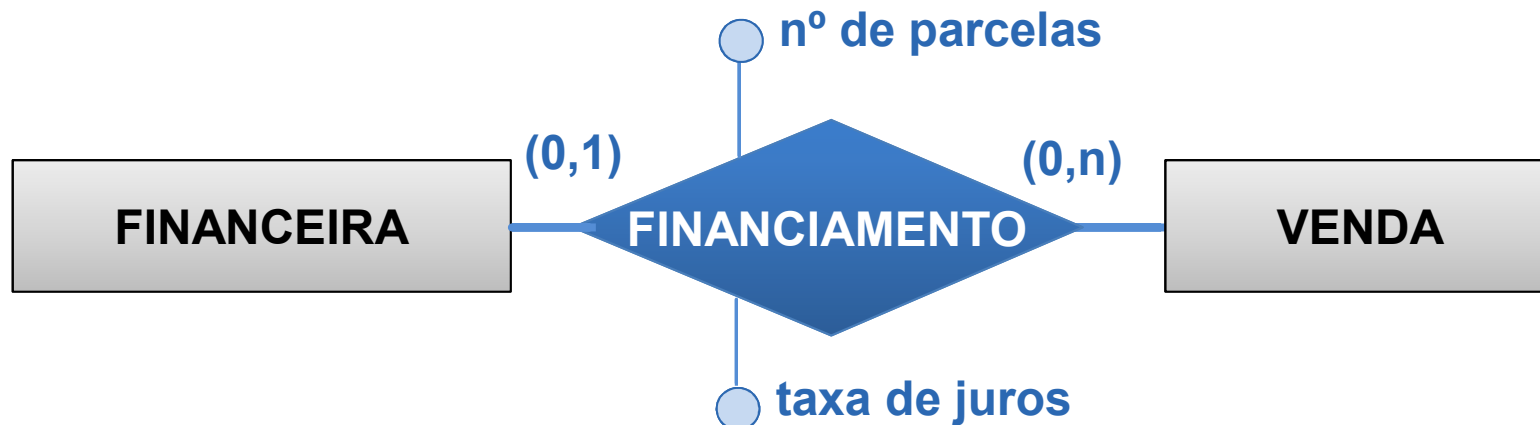 nº de parcelas
(0,1)
(0,n)
FINANCEIRA
FINANCIAMENTO
VENDA
taxa de juros